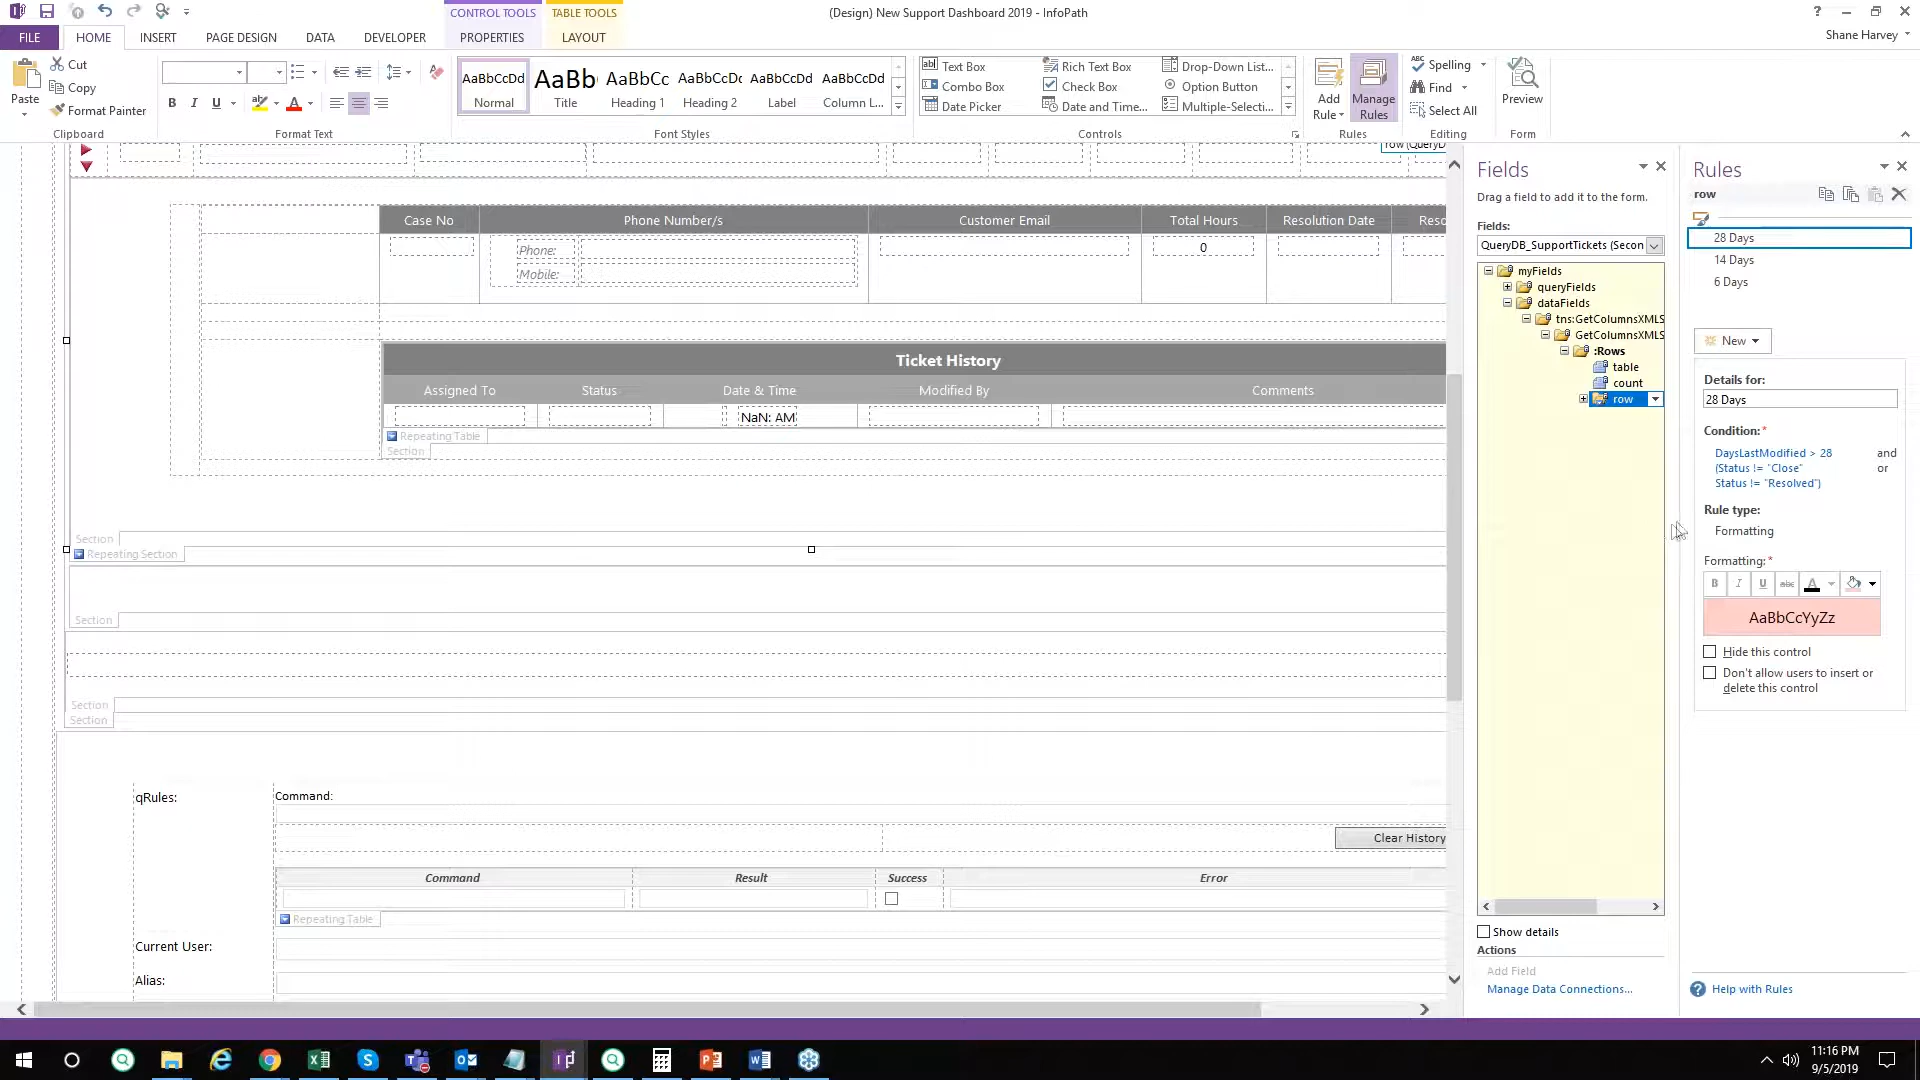 CONTROL TOOLS
TABLE TOOLS
(Design) New Support Dashboard 2019 - InfoPath
FILE
HOME
INSERT
PAGE DESIGN
DATA
DEVELOPER
PROPERTIES
LAYOUT
Shane Harvey
Paste
Cut
Copy
Format Painter
Clipboard
B I U
Format Text
AaBbCcDd
Normal
AaBb
Title
AaBbCc
Heading 1
AaBbCcDc
Heading 2
AaBbCcDd
Label
AaBbCcDd
Column L...
Font Styles
Text Box
Combo Box
Date Picker
Rich Text Box
Check Box
Date and Time...
Drop-Down List...
Option Button
Multiple-Selecti...
Controls
Add Rule
Manage Rules
Rules
Spelling
Find
Select All
Editing
Preview
Form
row (QueryD
Case No
Phone Number/s
Customer Email
Total Hours
Resolution Date
Reso
Phone:
Mobile:
0
Ticket History
Assigned To
Status
Date & Time
Modified By
Comments
NaN: AM
Repeating Table
Section
Section
Repeating Section
Section
Section
Section
qRules:
Command:
Clear History
Command
Result
Success
Error
Repeating Table
Current User:
Alias:
Fields
Drag a field to add it to the form.
Fields:
QueryDB_SupportTickets (Secon
myFields
queryFields
dataFields
tns:GetColumnsXMLS
GetColumnsXMLS
:Rows
table
count
row
Show details
Actions
Add Field
Manage Data Connections...
Rules
row
28 Days
14 Days
6 Days
New
Details for:
28 Days
Condition:*
DaysLastModified > 28 and
(Status != "Close" or
Status != "Resolved")
Rule type:
Formatting
Formatting:*
B I U abc A
AaBbCcYyZz
Hide this control
Don't allow users to insert or
delete this control
Help with Rules
11:16 PM
9/5/2019